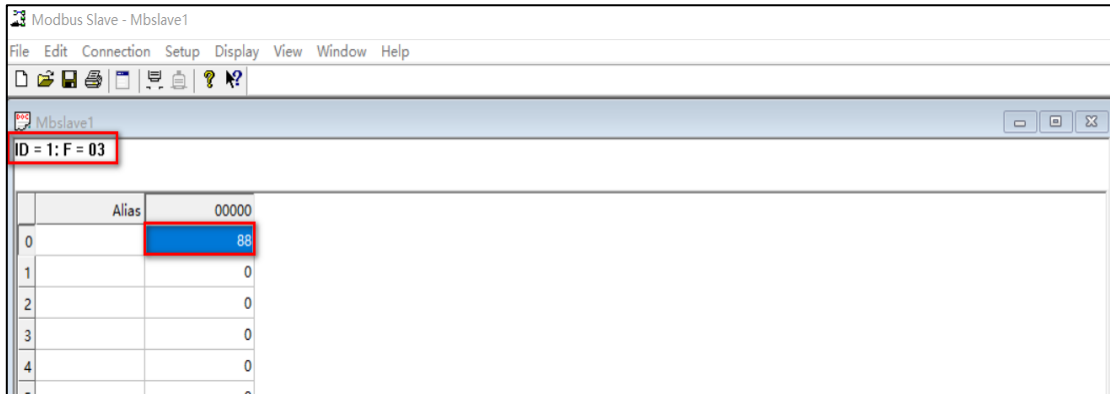 Modbus Slave - Mbslave1
File Edit Connection Setup Display View Window Help
Mbslave1
ID = 1: F = 03
Alias 00000
0 88
1 0
2 0
3 0
4 0